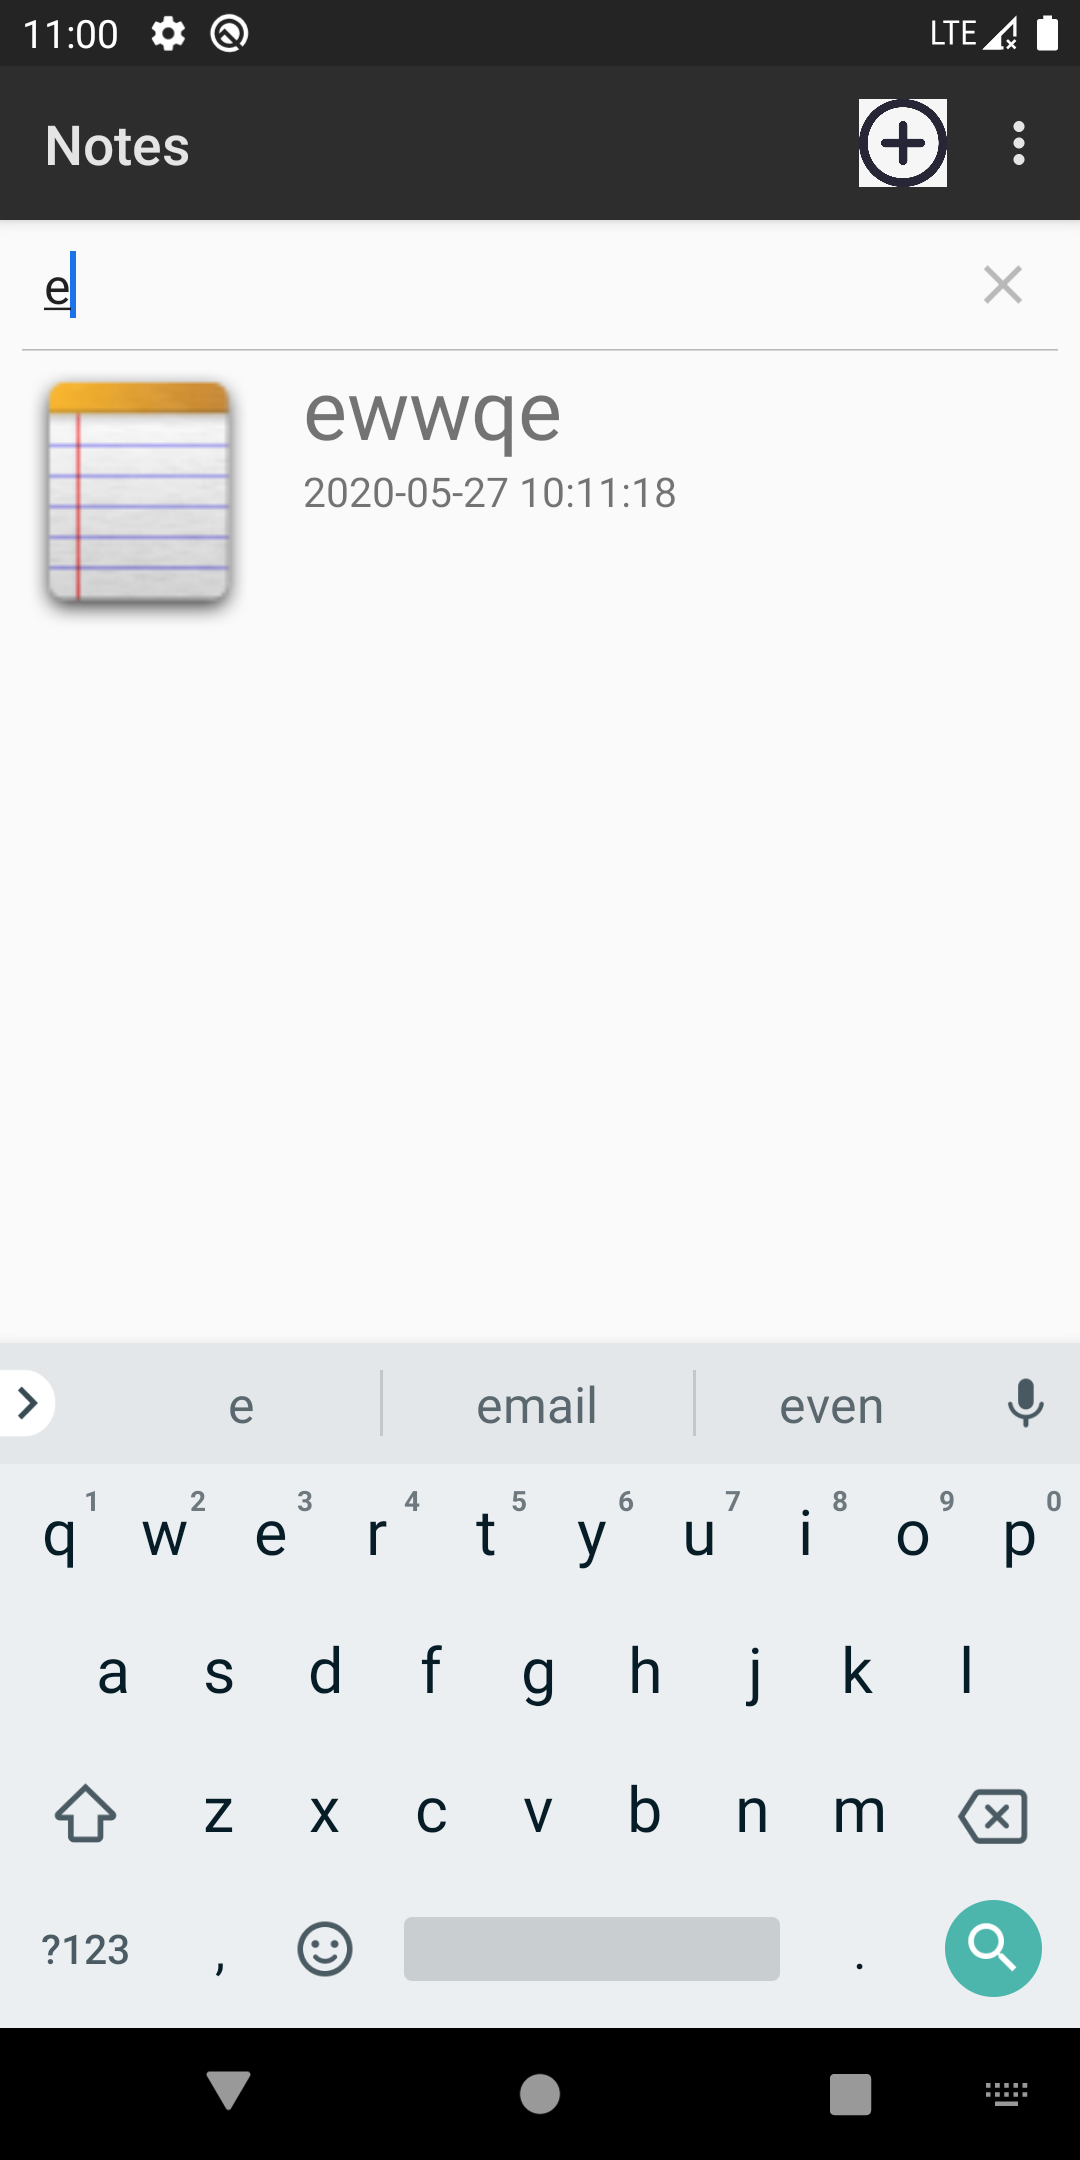 11:00 LTE
Notes
e
ewwqe
2020-05-27 10:11:18
e email even
1 2 3 4 5 6 7 8 9 0
q w e r t y u i o p
a s d f g h j k l
z x c v b n m
?123 , .